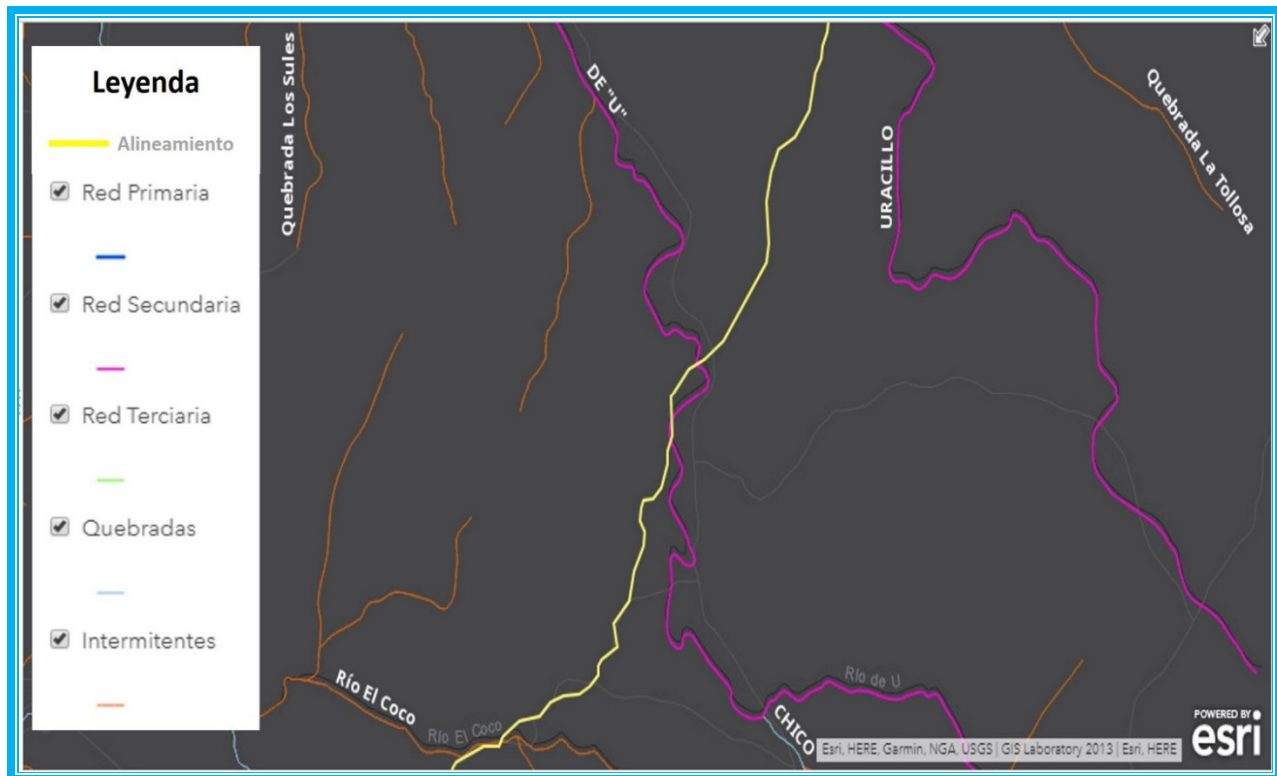 Leyenda
Alineamiento
Red Primaria
Red Secundaria
Red Terciaria
Quebradas
Intermitentes
Quebrada Los Sules
DE "U"
URACILLO
Quebrada La Tollosa
Río El Coco
Río El Coco
Río de U
CHICO
Esri, HERE, Garmin, NGA, USGS | GIS Laboratory 2013 | Esri, HERE
POWERED BY
esri